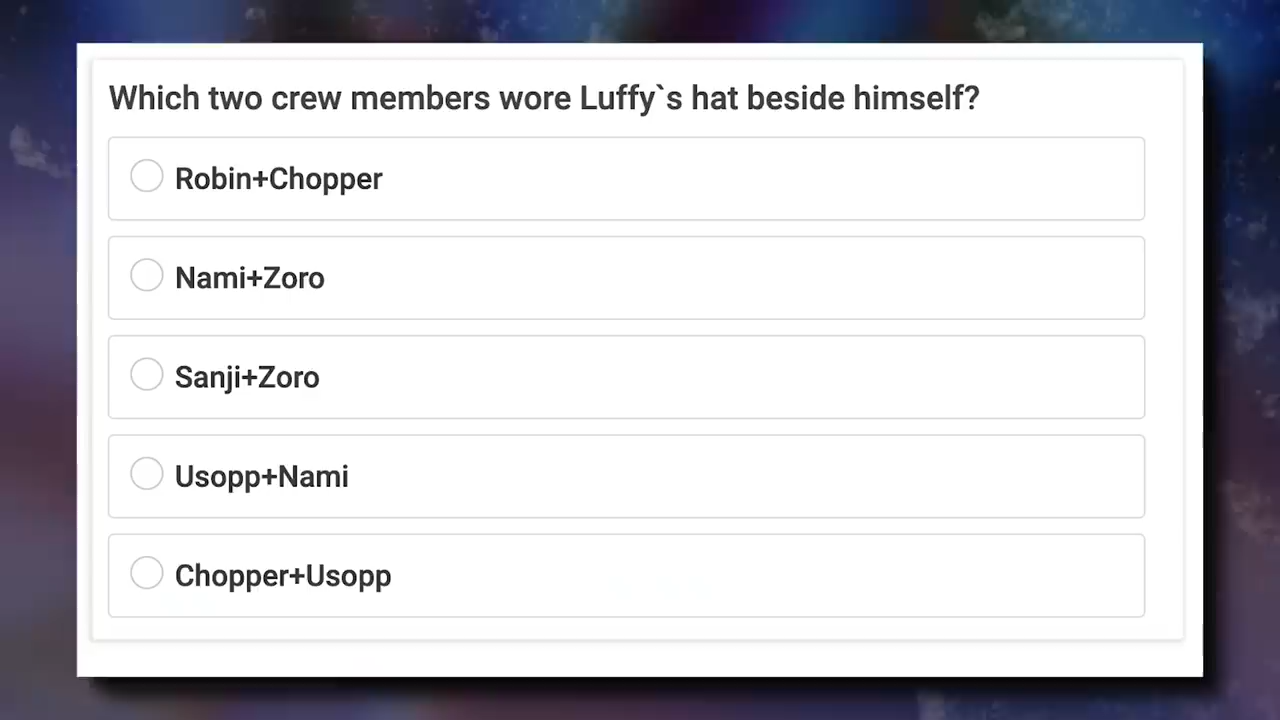 Which two crew members wore Luffy`s hat beside himself?
Robin+Chopper
Nami+Zoro
Sanji+Zoro
Usopp+Nami
Chopper+Usopp